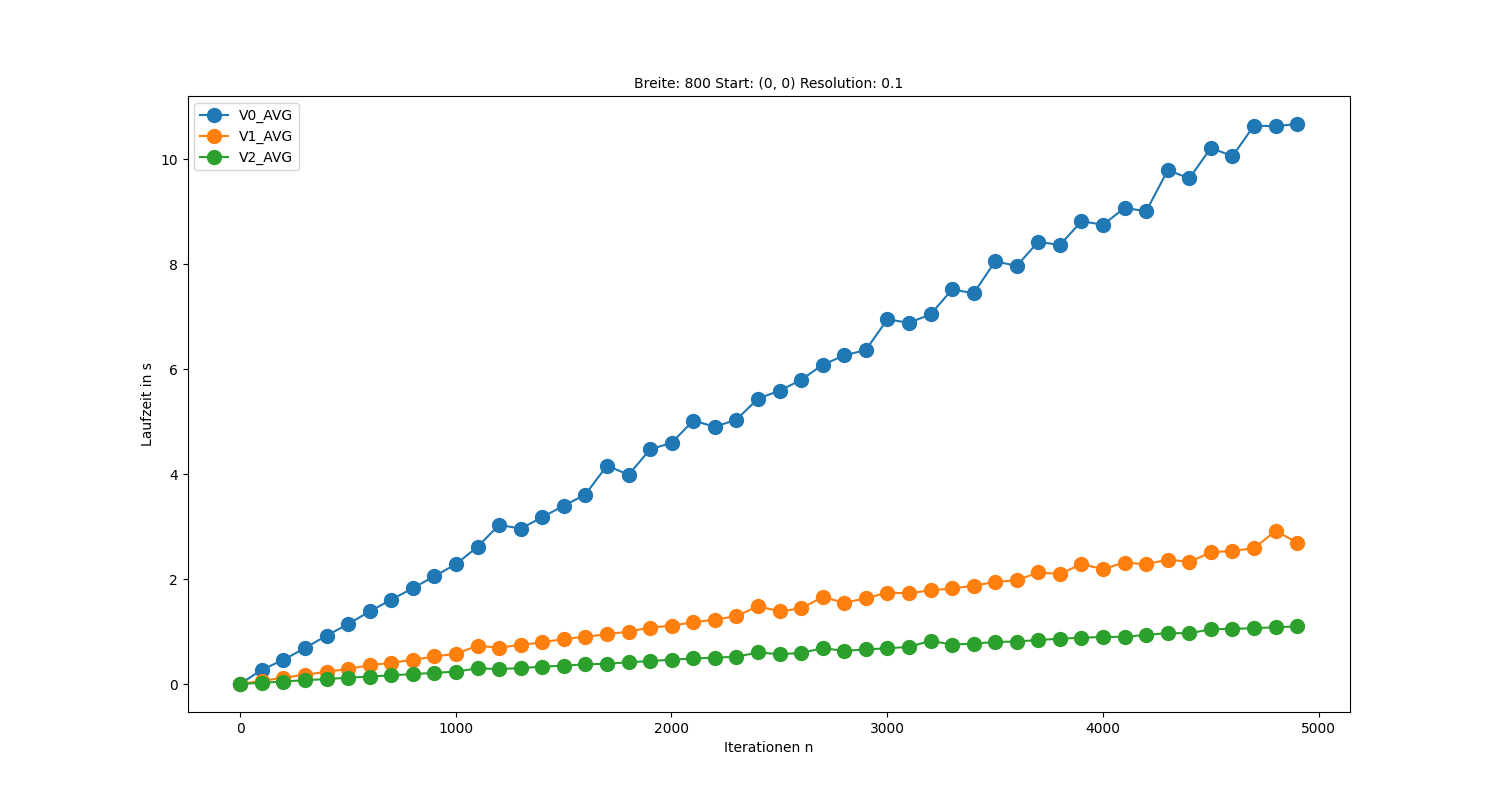 Breite: 800 Start: (0, 0) Resolution: 0.1
V0_AVG
V1_AVG
V2_AVG
Laufzeit in s
10
8
6
4
2
0
0 1000 2000 3000 4000 5000
Iterationen n